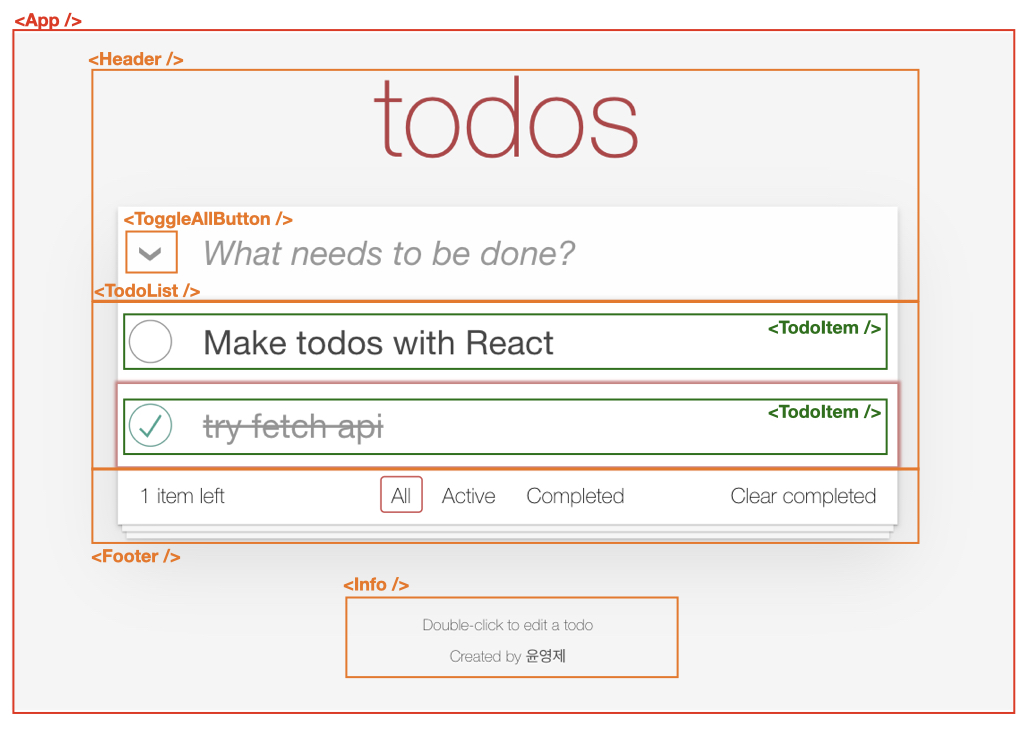 <App />
<Header />
todos
<ToggleAllButton />
What needs to be done?
<TodoList />
Make todos with React
<TodoItem />
try fetch api
<TodoItem />
1 item left
All
Active
Completed
Clear completed
<Footer />
<Info />
Double-click to edit a todo
Created by 윤영제